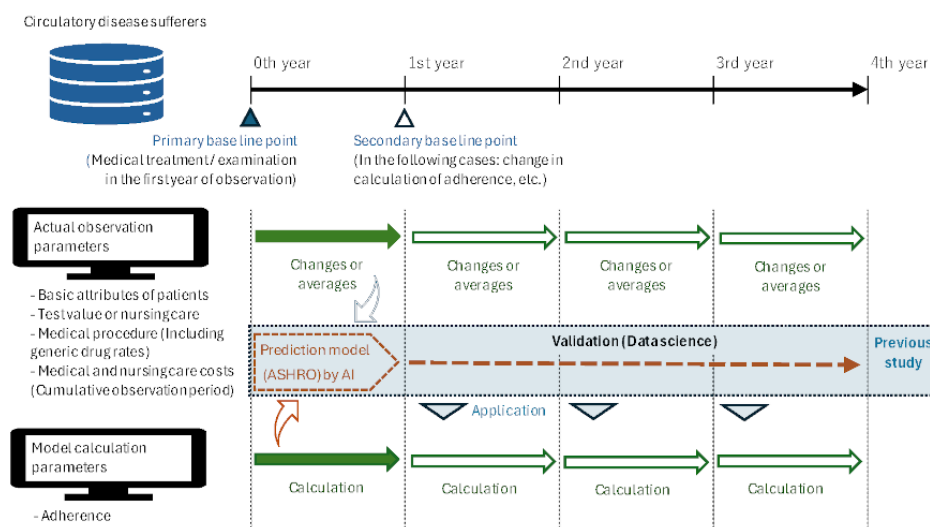 Circulatory disease sufferers
0th year
1st year
2nd year
3rd year
4th year
Primary base line point
(Medical treatment / examination
in the first year of observation)
Secondary base line point
(In the following cases: change in
calculation of adherence, etc.)
Actual observation
parameters
- Basic attributes of patients
- Test value or nursing care
- Medical procedure (Including
generic drug rates)
- Medical and nursing care costs
(Cumulative observation period)
Changes or
averages
Changes or
averages
Changes or
averages
Changes or
averages
Validation (Data science)
Prediction model
(ASHRO) by AI
Previous
study
Application
Model calculation
parameters
- Adherence
Calculation
Calculation
Calculation
Calculation